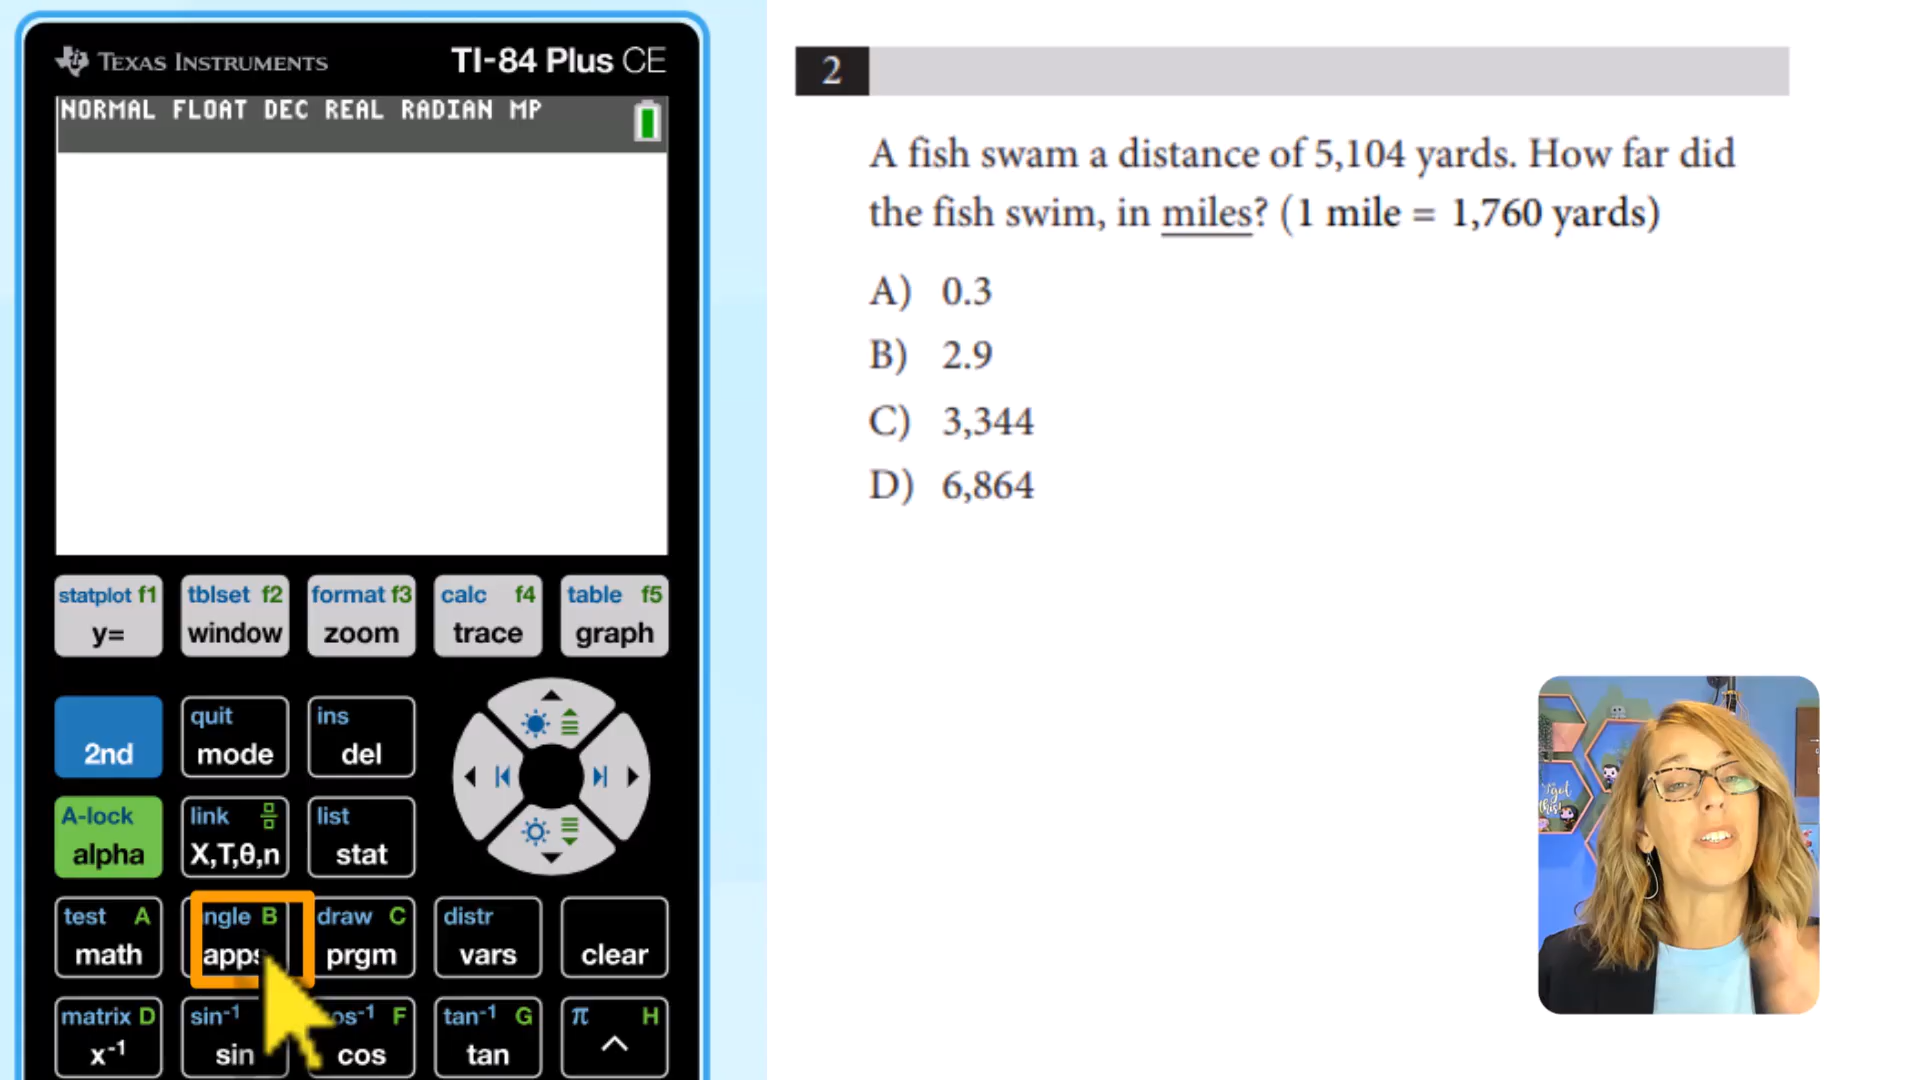 TEXAS INSTRUMENTS
TI-84 Plus CE
NORMAL FLOAT DEC REAL RADIAN MP
statplot f1
y=
tblset f2
window
format f3
zoom
calc f4
trace
table f5
graph
2nd
quit
mode
ins
del
A-lock
alpha
link
X,T,θ,n
list
stat
test A
math
ngle B
apps
draw C
prgm
distr
vars
clear
matrix D
x⁻¹
sin⁻¹
sin
os⁻¹ F
cos
tan⁻¹ G
tan
π H
^
2
A fish swam a distance of 5,104 yards. How far did
the fish swim, in miles? (1 mile = 1,760 yards)
A) 0.3
B) 2.9
C) 3,344
D) 6,864
got
this!